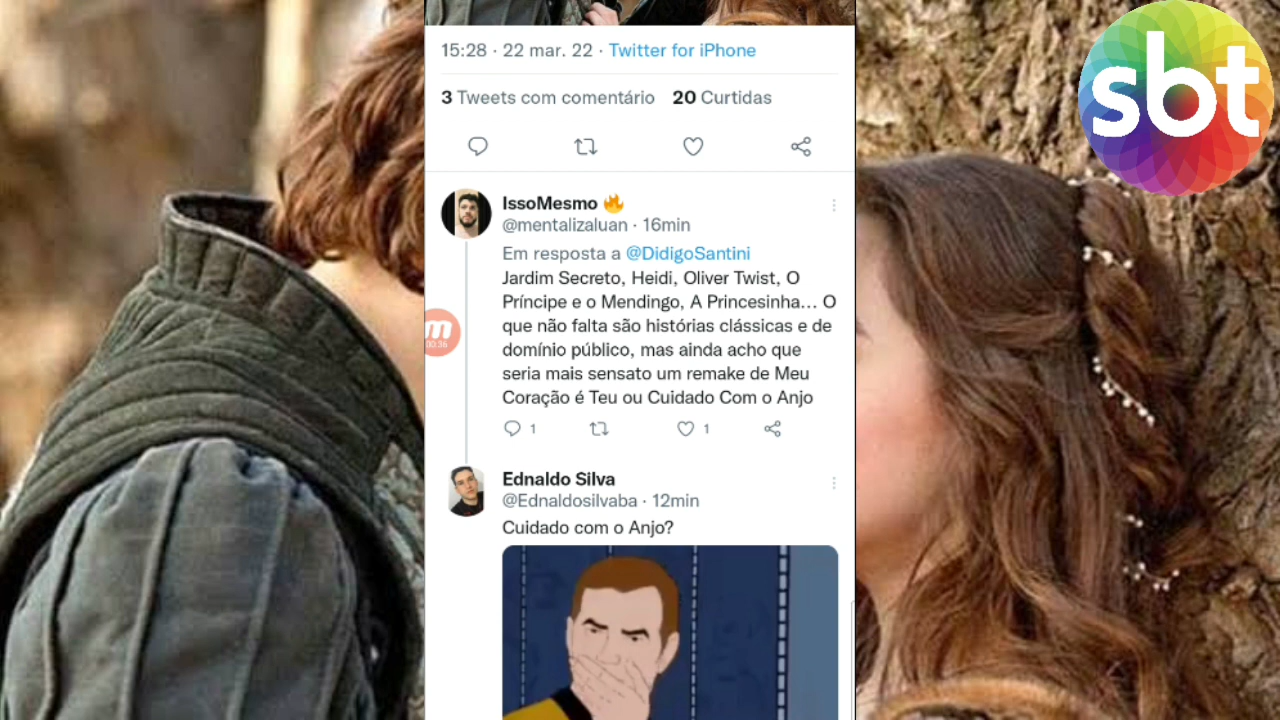 sbt
15:28 · 22 mar. 22 · Twitter for iPhone
3 Tweets com comentário 20 Curtidas
IssoMesmo 🔥
@mentalizaluan · 16min
Em resposta a @DidigoSantini
Jardim Secreto, Heidi, Oliver Twist, O
Príncipe e o Mendingo, A Princesinha... O
que não falta são histórias clássicas e de
domínio público, mas ainda acho que
seria mais sensato um remake de Meu
Coração é Teu ou Cuidado Com o Anjo
m
00:56
1 1
Ednaldo Silva
@Ednaldosilvaba · 12min
Cuidado com o Anjo?